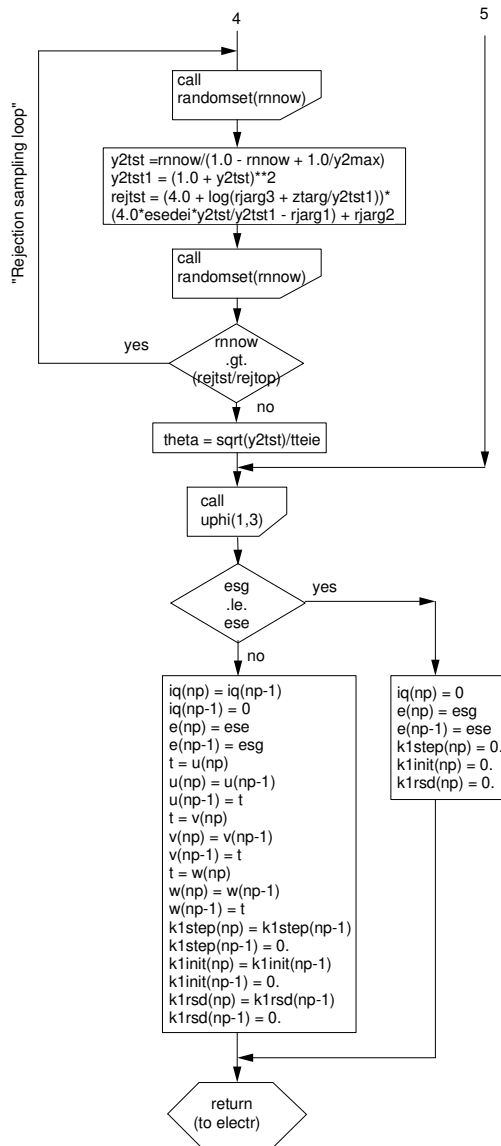 4
5
"Rejection sampling loop"
call
randomset(rnnow)
y2tst =rnnow/(1.0 - rnnow + 1.0/y2max)
y2tst1 = (1.0 + y2tst)**2
rejtst = (4.0 + log(rjarg3 + ztarg/y2tst1))*
(4.0*esedei*y2tst/y2tst1 - rjarg1) + rjarg2
call
randomset(rnnow)
yes
rnnow
.gt.
(rejtst/rejtop)
no
theta = sqrt(y2tst)/tteie
call
uphi(1,3)
esg
.le.
ese
yes
no
iq(np) = iq(np-1)
iq(np-1) = 0
e(np) = ese
e(np-1) = esg
t = u(np)
u(np) = u(np-1)
u(np-1) = t
t = v(np)
v(np) = v(np-1)
v(np-1) = t
t = w(np)
w(np) = w(np-1)
w(np-1) = t
k1step(np) = k1step(np-1)
k1step(np-1) = 0.
k1init(np) = k1init(np-1)
k1init(np-1) = 0.
k1rsd(np) = k1rsd(np-1)
k1rsd(np-1) = 0.
iq(np) = 0
e(np) = esg
e(np-1) = ese
k1step(np) = 0.
k1init(np) = 0.
k1rsd(np) = 0.
return
(to electr)